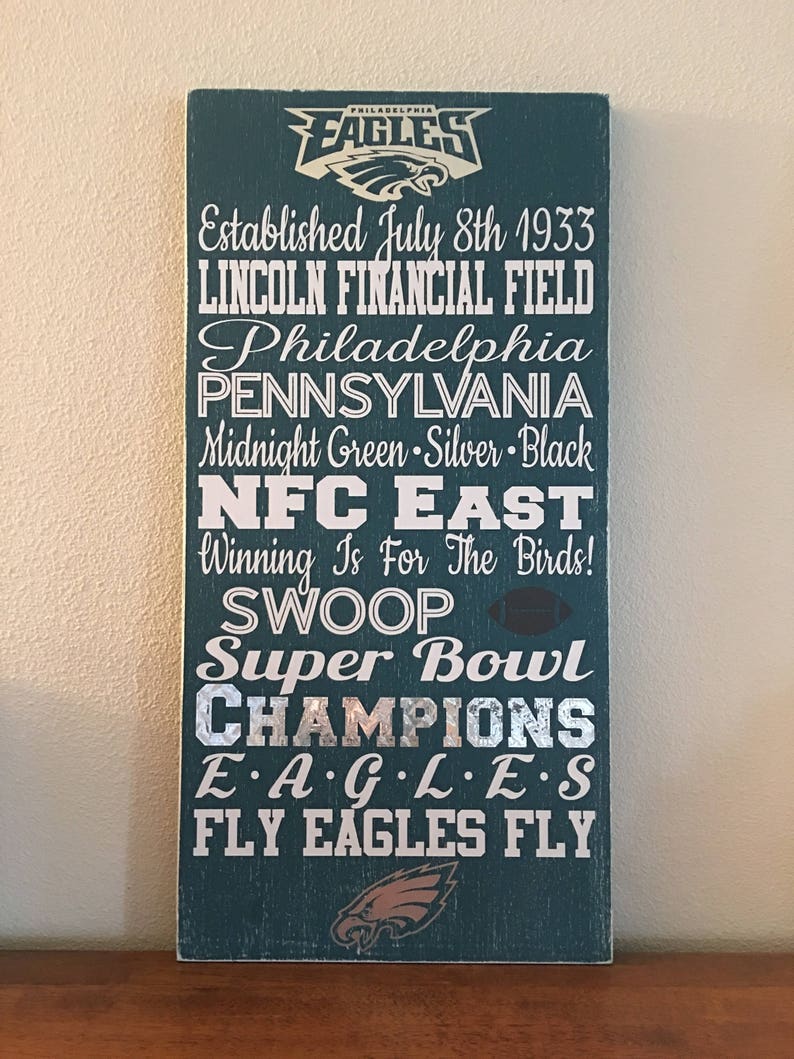 PHILADELPHIA
EAGLES
Established July 8th 1933
LINCOLN FINANCIAL FIELD
Philadelphia
PENNSYLVANIA
Midnight Green • Silver • Black
NFC EAST
Winning Is For The Birds!
SWOOP
Super Bowl
CHAMPIONS
E • A • G • L • E • S
FLY EAGLES FLY